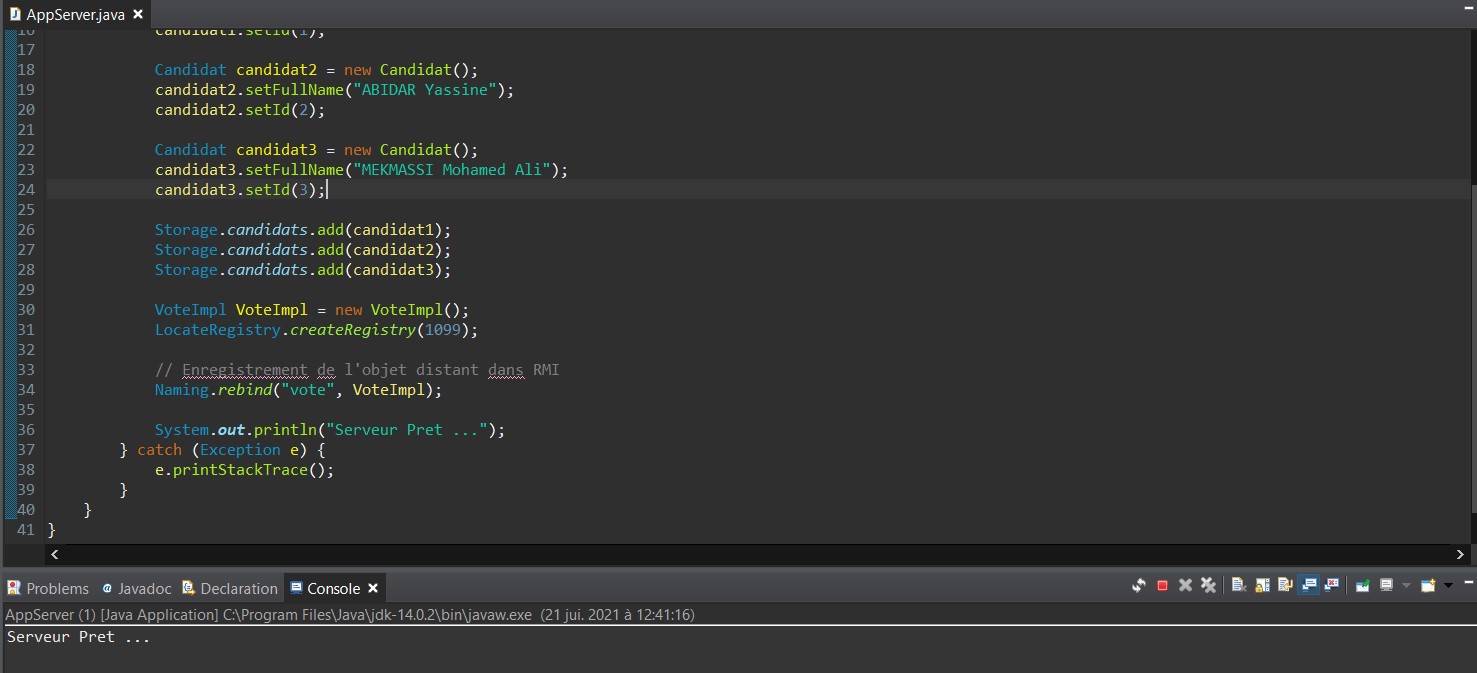 AppServer.java
16 candidat1.setId(1);
17
18 Candidat candidat2 = new Candidat();
19 candidat2.setFullName("ABIDAR Yassine");
20 candidat2.setId(2);
21
22 Candidat candidat3 = new Candidat();
23 candidat3.setFullName("MEKMASSI Mohamed Ali");
24 candidat3.setId(3);
25
26 Storage.candidats.add(candidat1);
27 Storage.candidats.add(candidat2);
28 Storage.candidats.add(candidat3);
29
30 VoteImpl VoteImpl = new VoteImpl();
31 LocateRegistry.createRegistry(1099);
32
33 // Enregistrement de l'objet distant dans RMI
34 Naming.rebind("vote", VoteImpl);
35
36 System.out.println("Serveur Pret ...");
37 } catch (Exception e) {
38 e.printStackTrace();
39 }
40 }
41 }
Problems Javadoc Declaration Console
AppServer (1) [Java Application] C:\Program Files\Java\jdk-14.0.2\bin\javaw.exe (21 jui. 2021 à 12:41:16)
Serveur Pret ...